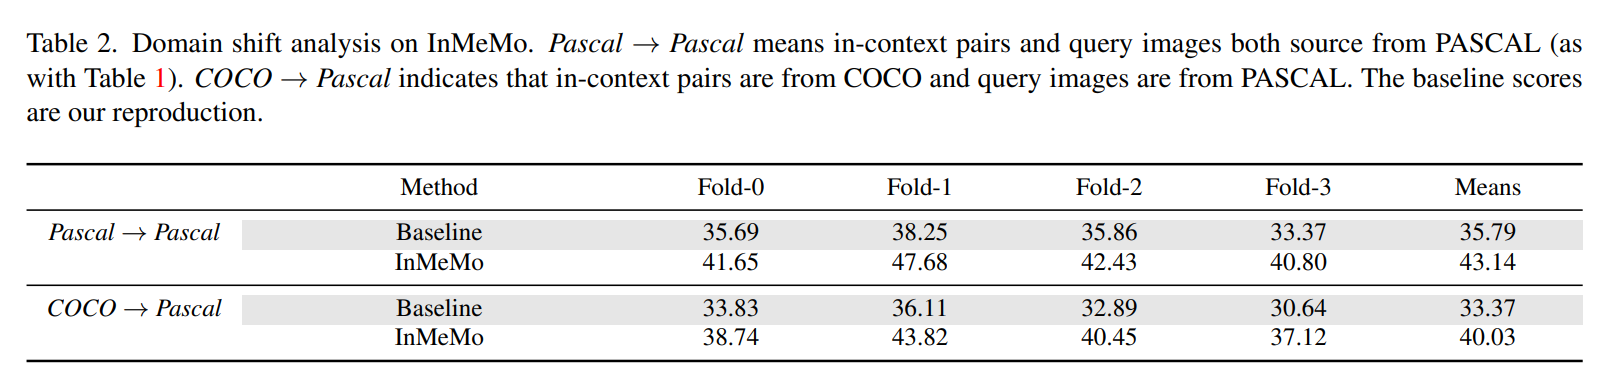 Table 2. Domain shift analysis on InMeMo. Pascal → Pascal means in-context pairs and query images both source from PASCAL (as
with Table 1). COCO → Pascal indicates that in-context pairs are from COCO and query images are from PASCAL. The baseline scores
are our reproduction.
Method Fold-0 Fold-1 Fold-2 Fold-3 Means
Pascal → Pascal Baseline 35.69 38.25 35.86 33.37 35.79
InMeMo 41.65 47.68 42.43 40.80 43.14
COCO → Pascal Baseline 33.83 36.11 32.89 30.64 33.37
InMeMo 38.74 43.82 40.45 37.12 40.03